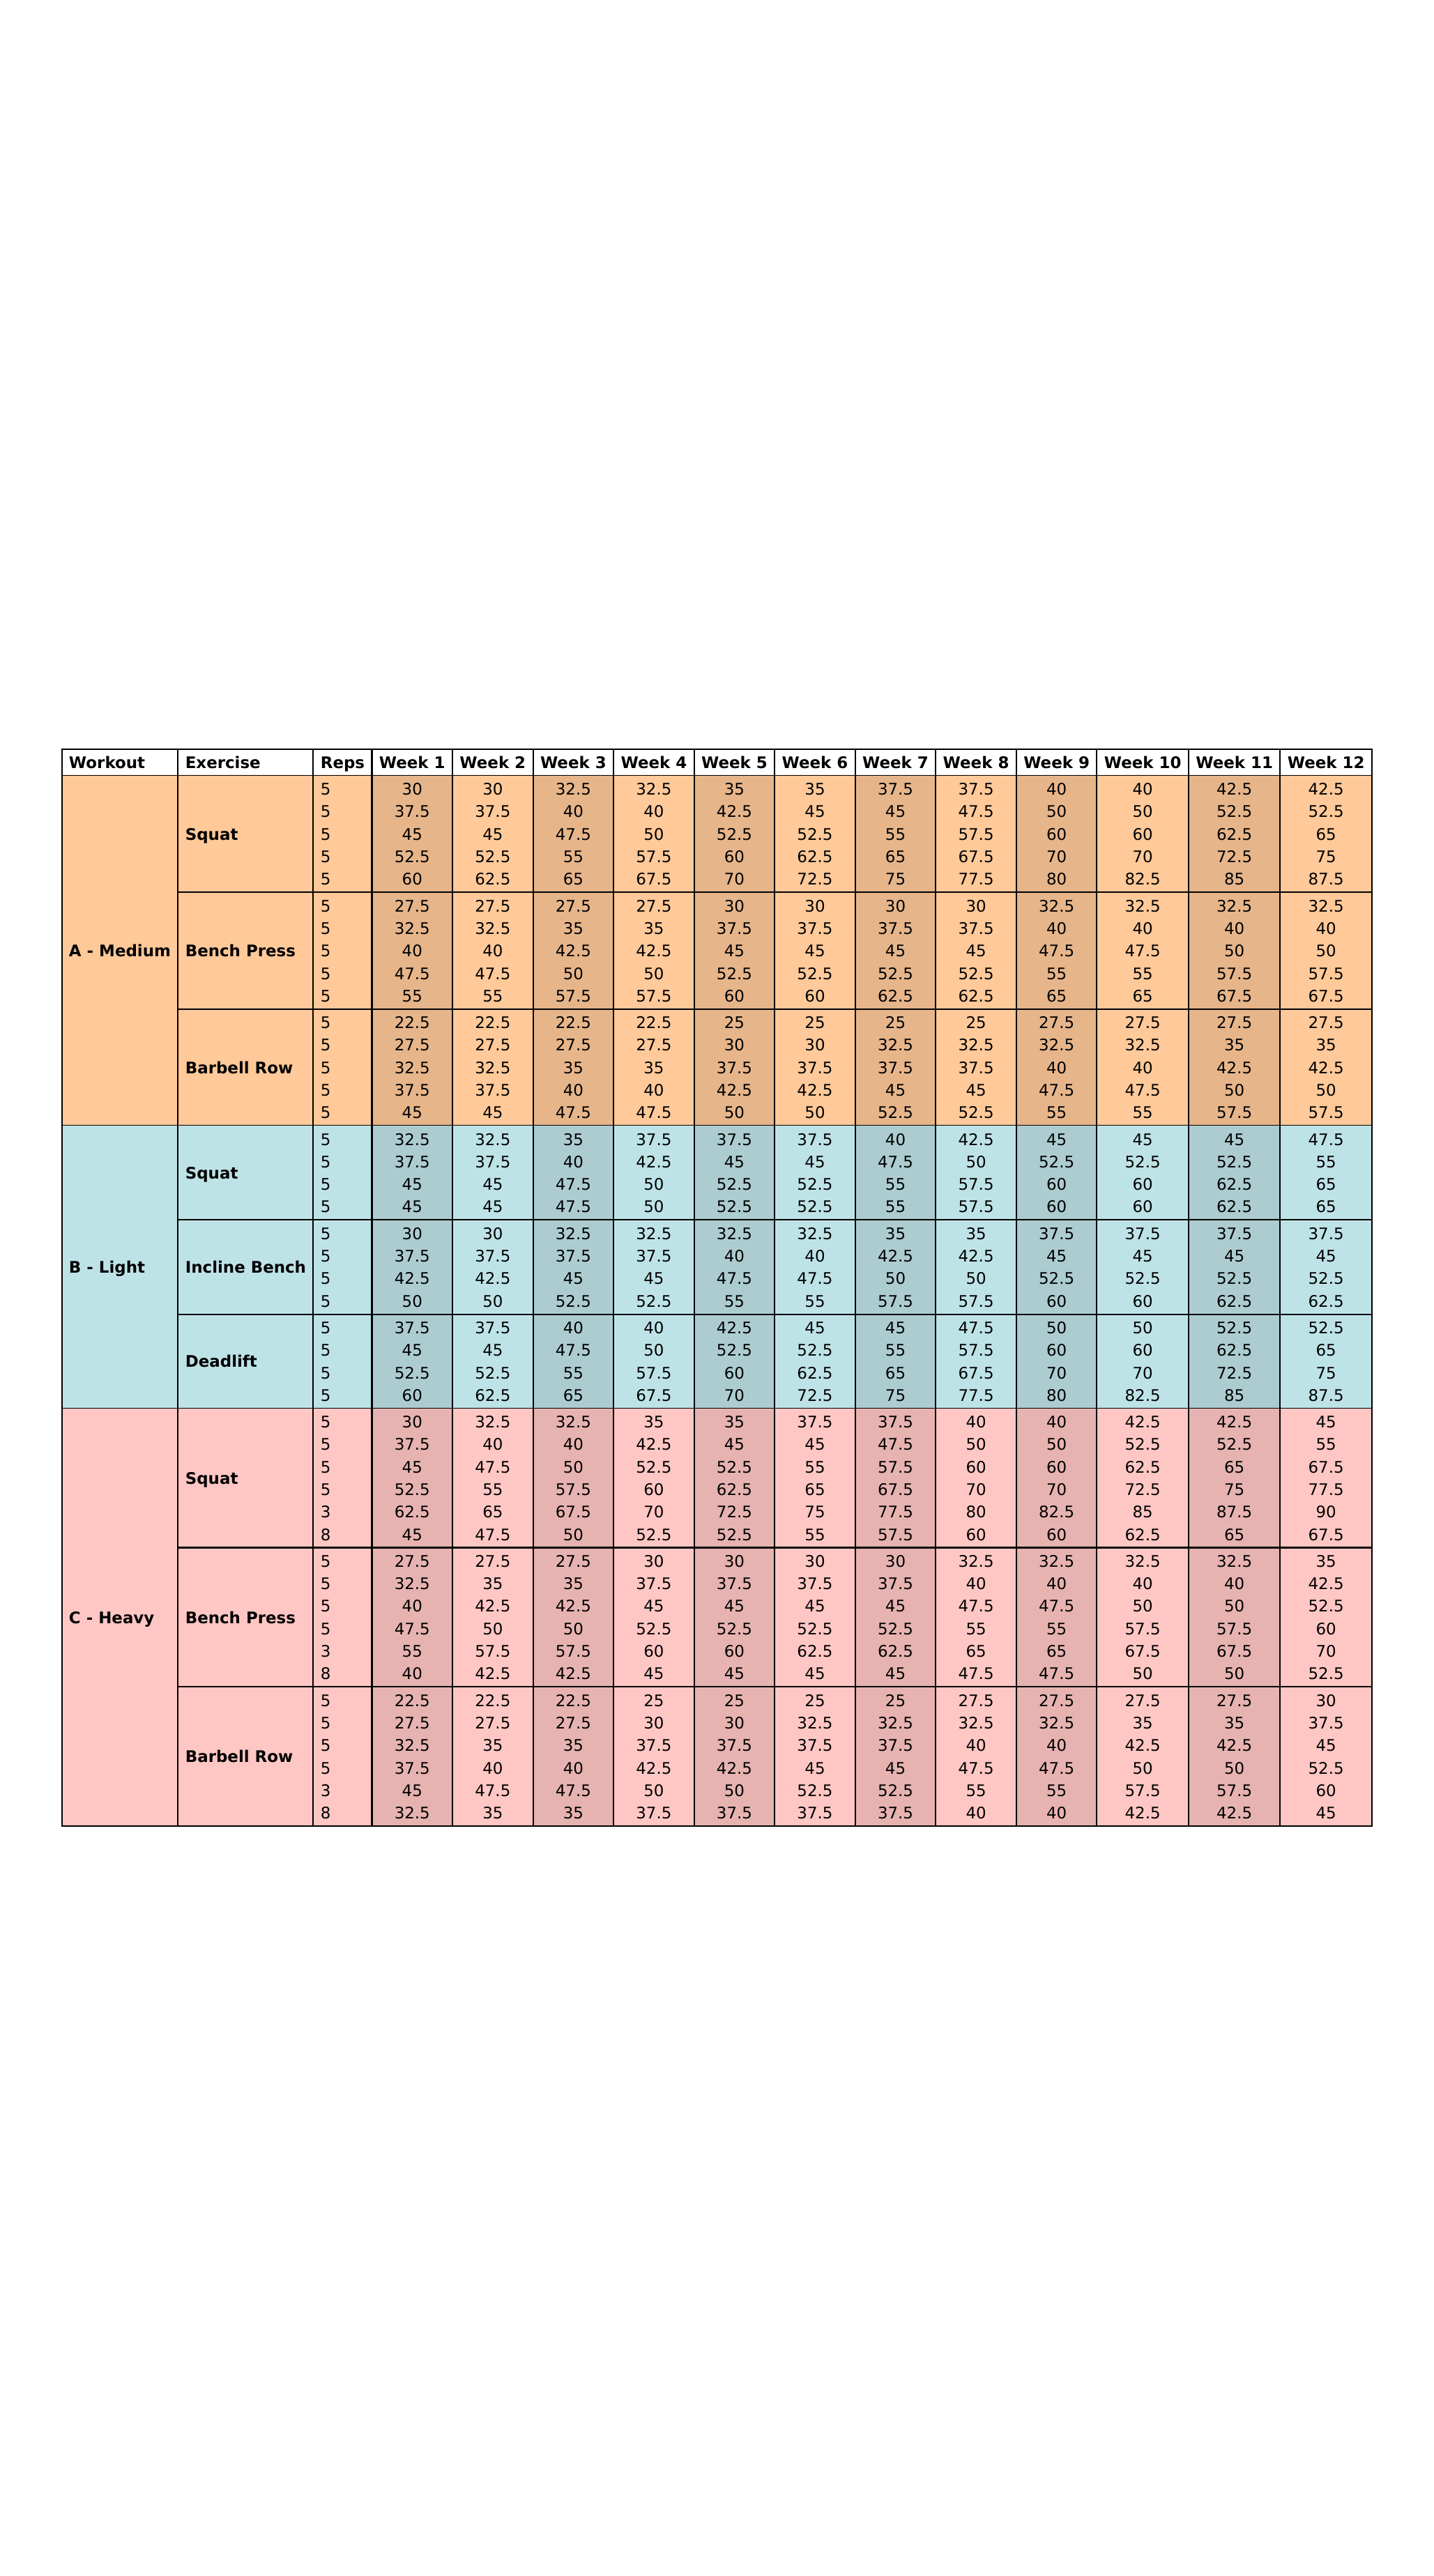 Workout Exercise Reps Week 1 Week 2 Week 3 Week 4 Week 5 Week 6 Week 7 Week 8 Week 9 Week 10 Week 11 Week 12
5 30 30 32.5 32.5 35 35 37.5 37.5 40 40 42.5 42.5
5 37.5 37.5 40 40 42.5 45 45 47.5 50 50 52.5 52.5
Squat 5 45 45 47.5 50 52.5 52.5 55 57.5 60 60 62.5 65
5 52.5 52.5 55 57.5 60 62.5 65 67.5 70 70 72.5 75
5 60 62.5 65 67.5 70 72.5 75 77.5 80 82.5 85 87.5
5 27.5 27.5 27.5 27.5 30 30 30 30 32.5 32.5 32.5 32.5
5 32.5 32.5 35 35 37.5 37.5 37.5 37.5 40 40 40 40
A - Medium Bench Press 5 40 40 42.5 42.5 45 45 45 45 47.5 47.5 50 50
5 47.5 47.5 50 50 52.5 52.5 52.5 52.5 55 55 57.5 57.5
5 55 55 57.5 57.5 60 60 62.5 62.5 65 65 67.5 67.5
5 22.5 22.5 22.5 22.5 25 25 25 25 27.5 27.5 27.5 27.5
5 27.5 27.5 27.5 27.5 30 30 32.5 32.5 32.5 32.5 35 35
Barbell Row 5 32.5 32.5 35 35 37.5 37.5 37.5 37.5 40 40 42.5 42.5
5 37.5 37.5 40 40 42.5 42.5 45 45 47.5 47.5 50 50
5 45 45 47.5 47.5 50 50 52.5 52.5 55 55 57.5 57.5
5 32.5 32.5 35 37.5 37.5 37.5 40 42.5 45 45 45 47.5
Squat 5 37.5 37.5 40 42.5 45 45 47.5 50 52.5 52.5 52.5 55
5 45 45 47.5 50 52.5 52.5 55 57.5 60 60 62.5 65
5 45 45 47.5 50 52.5 52.5 55 57.5 60 60 62.5 65
5 30 30 32.5 32.5 32.5 32.5 35 35 37.5 37.5 37.5 37.5
B - Light Incline Bench 5 37.5 37.5 37.5 37.5 40 40 42.5 42.5 45 45 45 45
5 42.5 42.5 45 45 47.5 47.5 50 50 52.5 52.5 52.5 52.5
5 50 50 52.5 52.5 55 55 57.5 57.5 60 60 62.5 62.5
5 37.5 37.5 40 40 42.5 45 45 47.5 50 50 52.5 52.5
Deadlift 5 45 45 47.5 50 52.5 52.5 55 57.5 60 60 62.5 65
5 52.5 52.5 55 57.5 60 62.5 65 67.5 70 70 72.5 75
5 60 62.5 65 67.5 70 72.5 75 77.5 80 82.5 85 87.5
5 30 32.5 32.5 35 35 37.5 37.5 40 40 42.5 42.5 45
5 37.5 40 40 42.5 45 45 47.5 50 50 52.5 52.5 55
Squat 5 45 47.5 50 52.5 52.5 55 57.5 60 60 62.5 65 67.5
5 52.5 55 57.5 60 62.5 65 67.5 70 70 72.5 75 77.5
3 62.5 65 67.5 70 72.5 75 77.5 80 82.5 85 87.5 90
8 45 47.5 50 52.5 52.5 55 57.5 60 60 62.5 65 67.5
5 27.5 27.5 27.5 30 30 30 30 32.5 32.5 32.5 32.5 35
5 32.5 35 35 37.5 37.5 37.5 37.5 40 40 40 40 42.5
C - Heavy Bench Press 5 40 42.5 42.5 45 45 45 45 47.5 47.5 50 50 52.5
5 47.5 50 50 52.5 52.5 52.5 52.5 55 55 57.5 57.5 60
3 55 57.5 57.5 60 60 62.5 62.5 65 65 67.5 67.5 70
8 40 42.5 42.5 45 45 45 45 47.5 47.5 50 50 52.5
5 22.5 22.5 22.5 25 25 25 25 27.5 27.5 27.5 27.5 30
5 27.5 27.5 27.5 30 30 32.5 32.5 32.5 32.5 35 35 37.5
Barbell Row 5 32.5 35 35 37.5 37.5 37.5 37.5 40 40 42.5 42.5 45
5 37.5 40 40 42.5 42.5 45 45 47.5 47.5 50 50 52.5
3 45 47.5 47.5 50 50 52.5 52.5 55 55 57.5 57.5 60
8 32.5 35 35 37.5 37.5 37.5 37.5 40 40 42.5 42.5 45